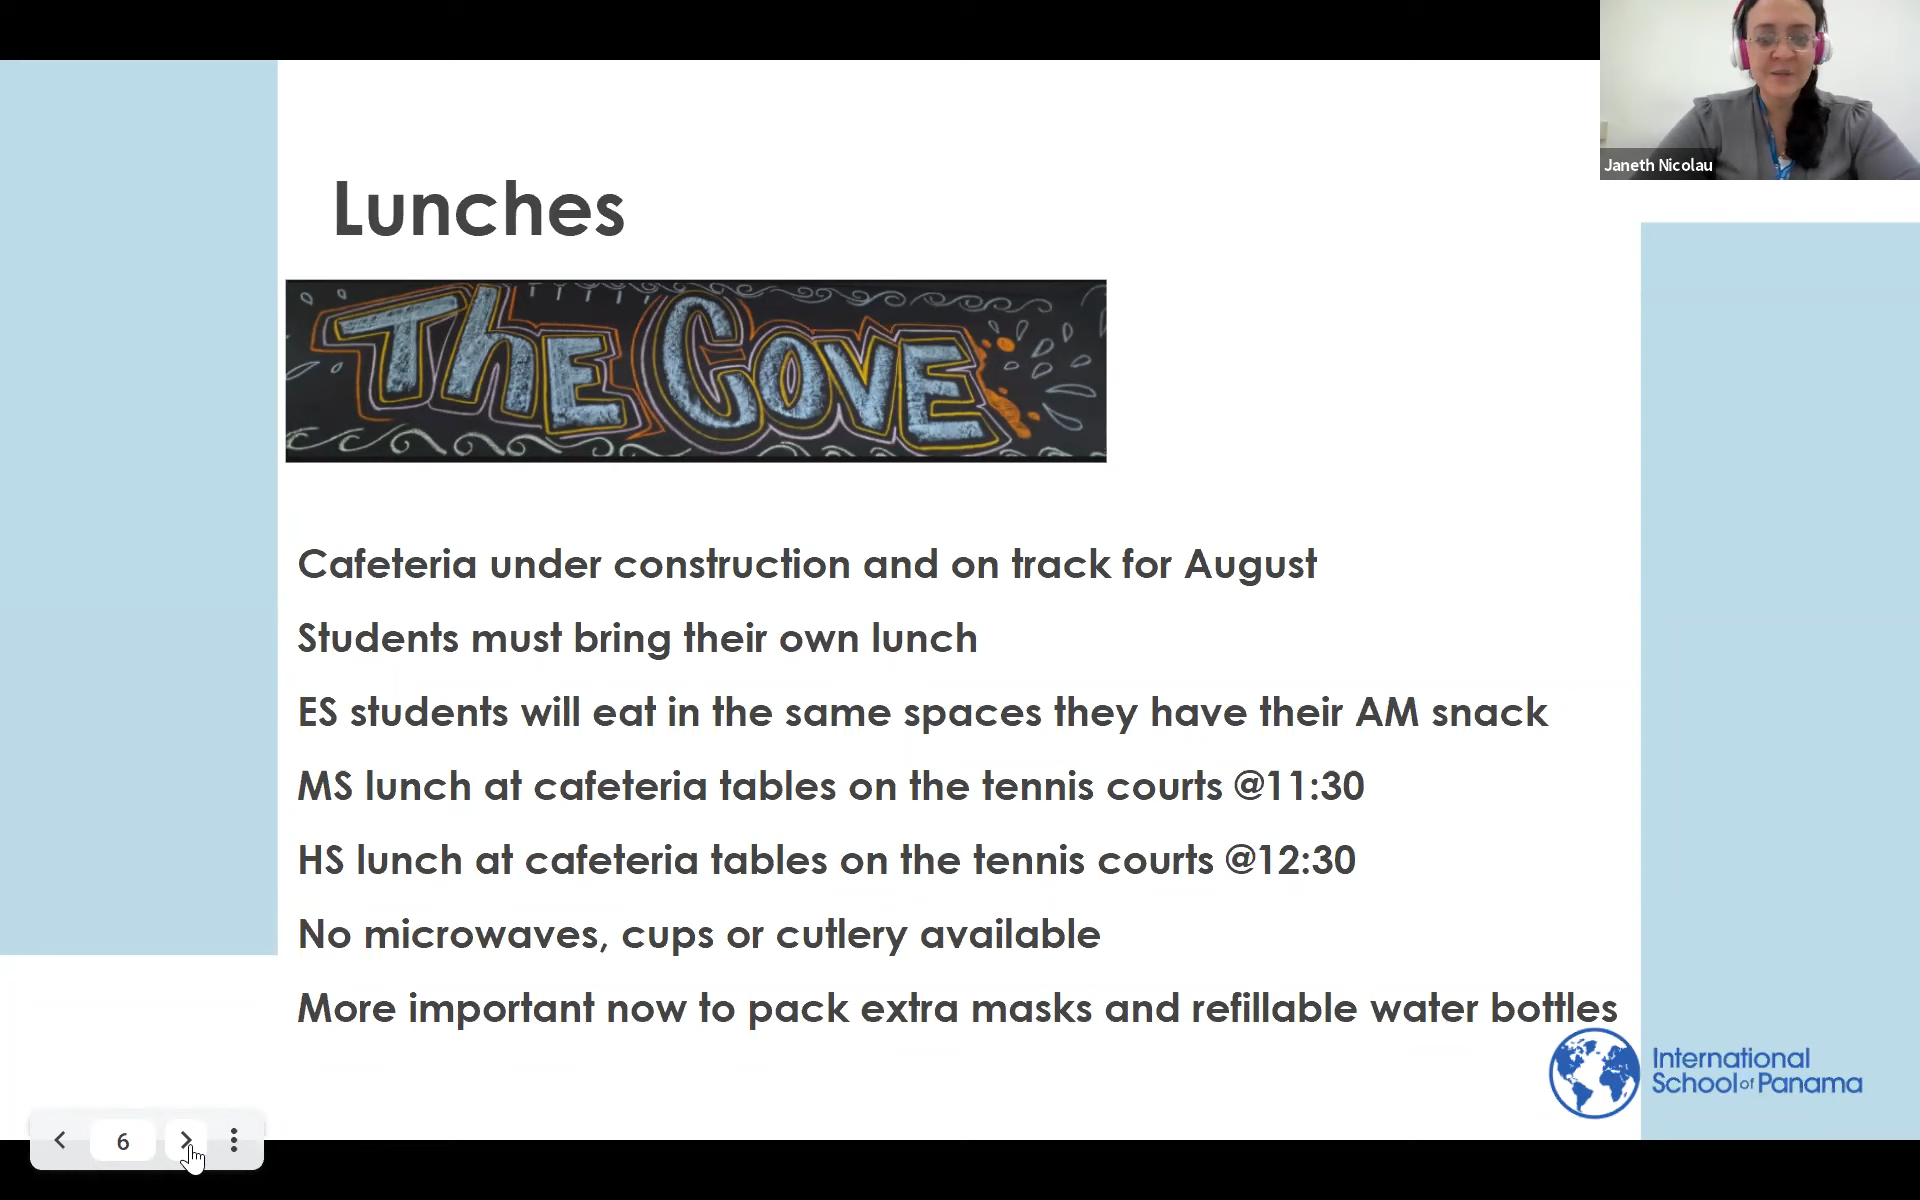 Janeth Nicolau
Lunches
The Cove
Cafeteria under construction and on track for August
Students must bring their own lunch
ES students will eat in the same spaces they have their AM snack
MS lunch at cafeteria tables on the tennis courts @11:30
HS lunch at cafeteria tables on the tennis courts @12:30
No microwaves, cups or cutlery available
More important now to pack extra masks and refillable water bottles
International
School of Panama
6